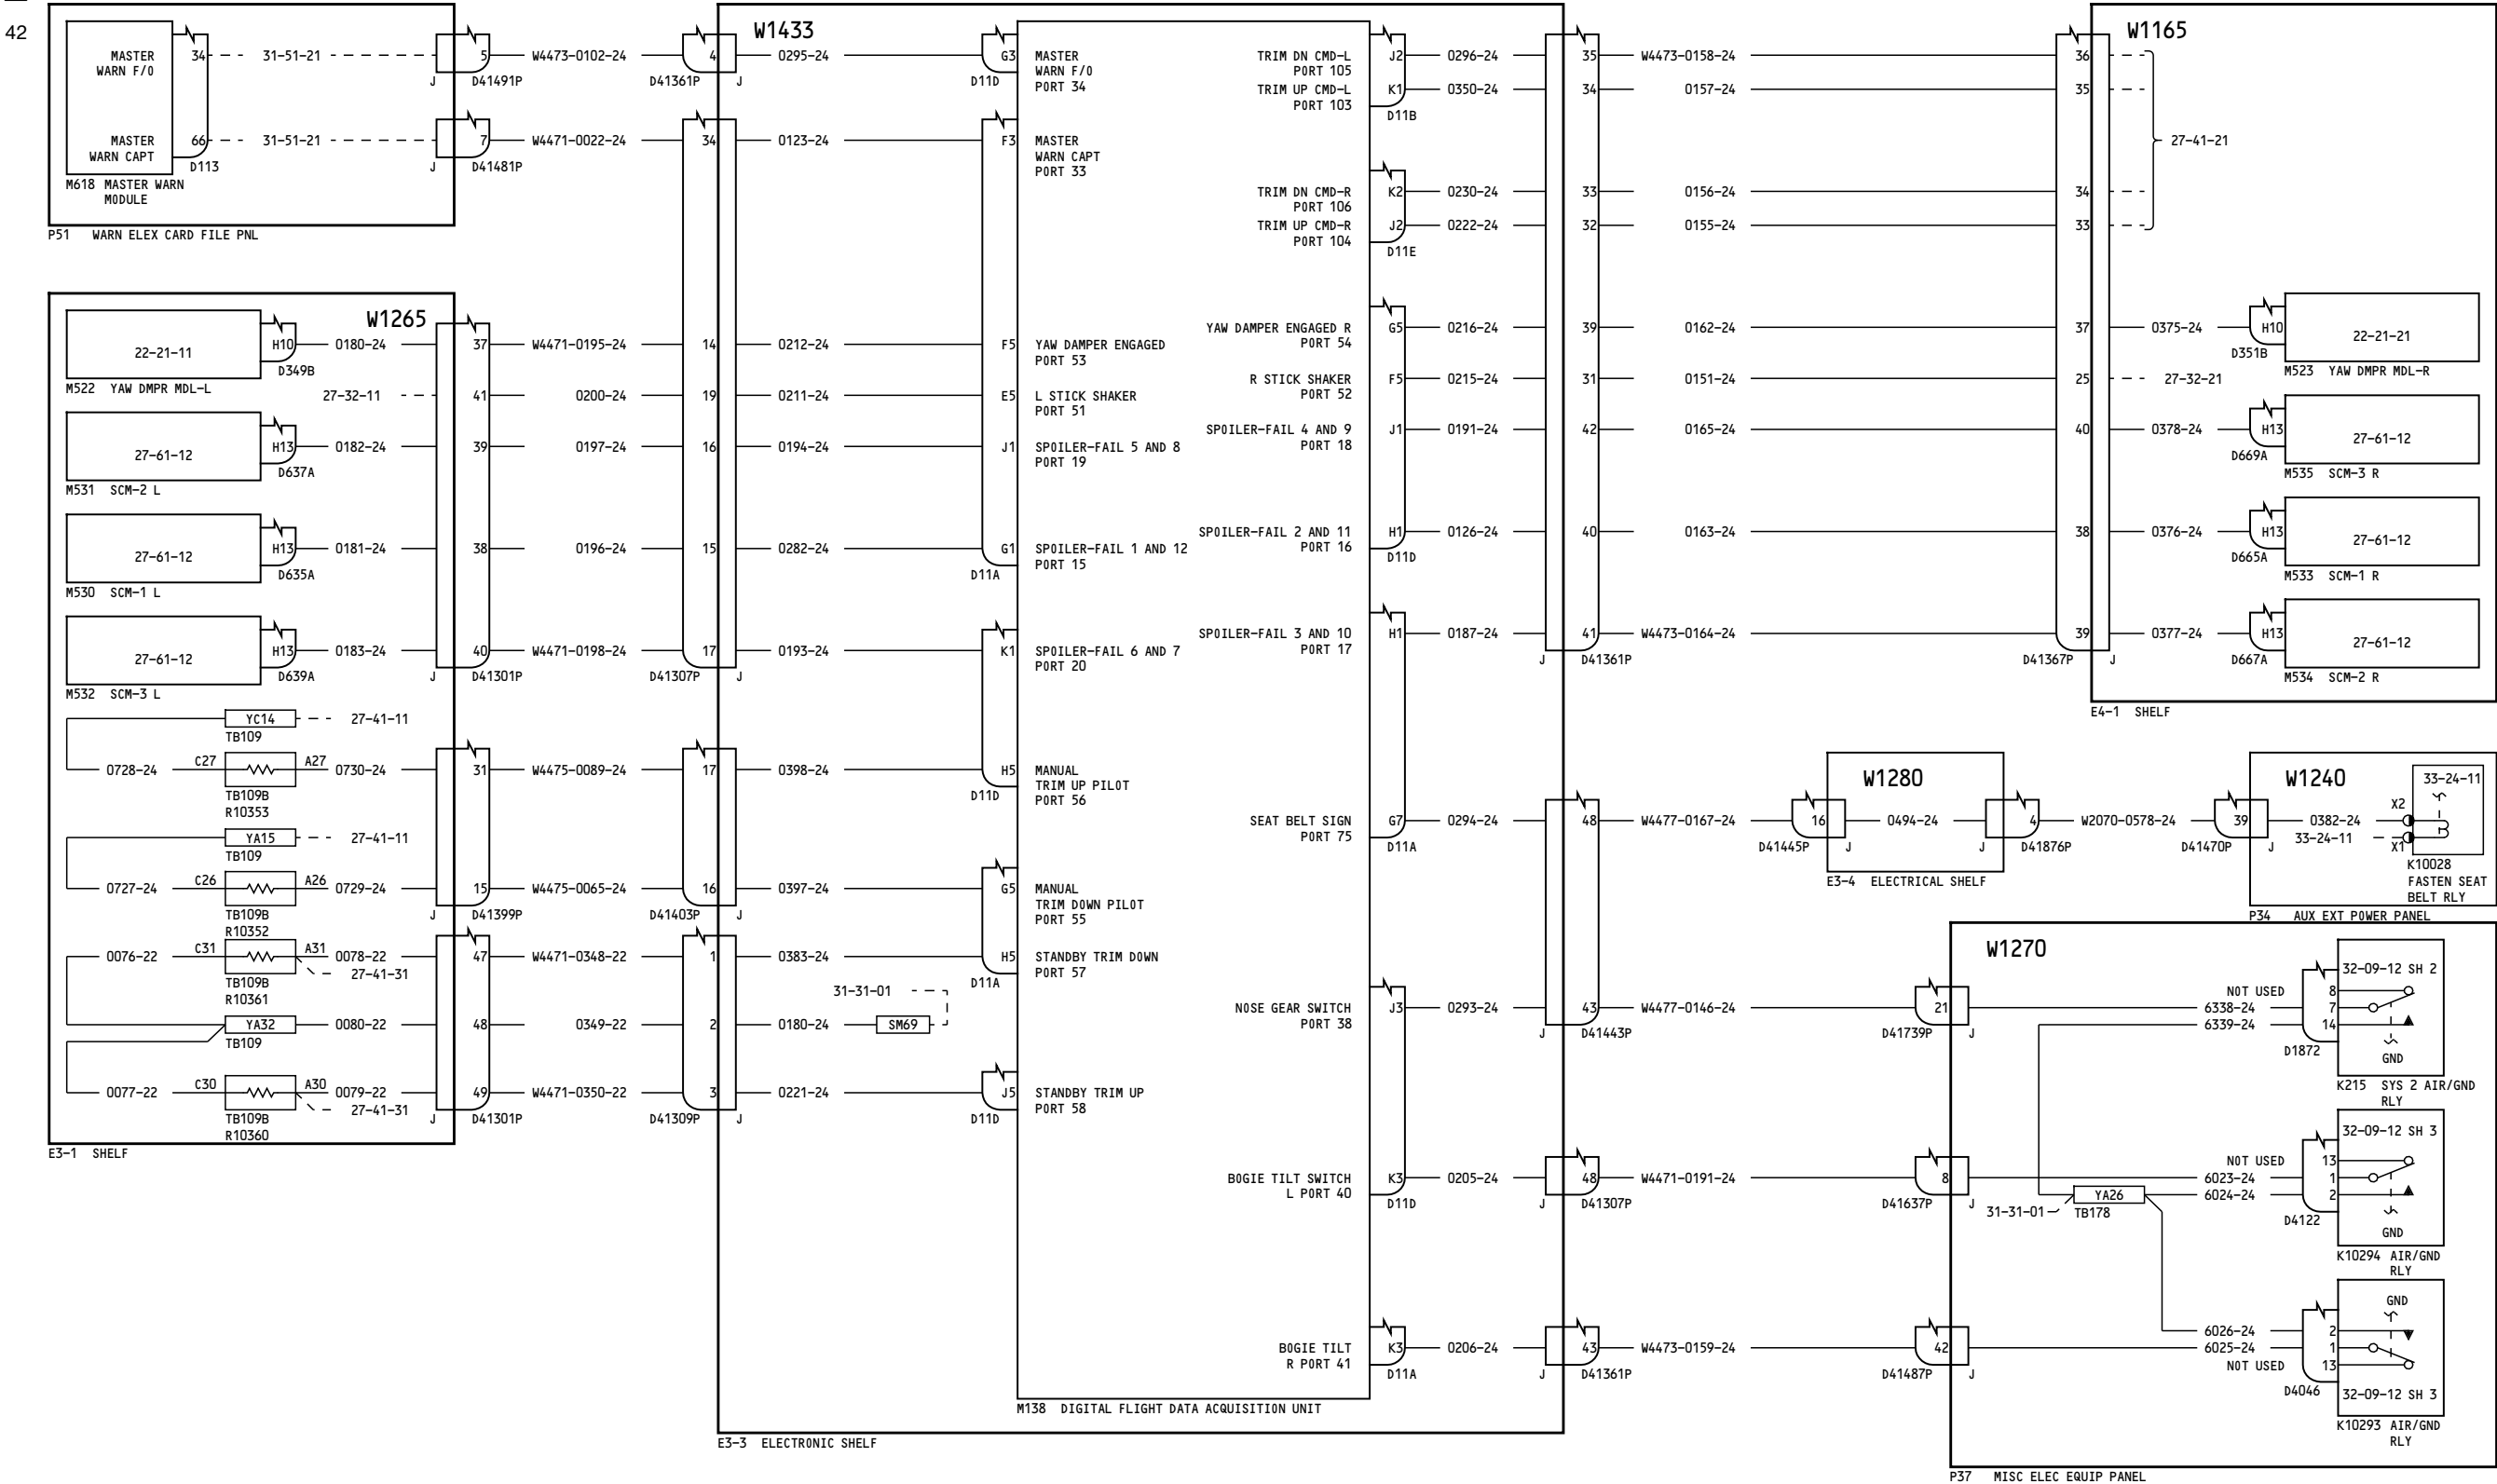 42
W1433
W1165
MASTER
WARN F/O
34
31-51-21
5
J
D41491P
W4473-0102-24
4
D41361P
J
0295-24
G3
D11D
MASTER
WARN F/O
PORT 34
MASTER
WARN CAPT
66
D113
31-51-21
7
J
D41481P
W4471-0022-24
34
0123-24
F3
MASTER
WARN CAPT
PORT 33
M618 MASTER WARN
MODULE
P51 WARN ELEX CARD FILE PNL
TRIM DN CMD-L
PORT 105
J2
0296-24
35
W4473-0158-24
36
TRIM UP CMD-L
PORT 103
K1
D11B
0350-24
34
0157-24
35
27-41-21
TRIM DN CMD-R
PORT 106
K2
0230-24
33
0156-24
34
TRIM UP CMD-R
PORT 104
J2
D11E
0222-24
32
0155-24
33
W1265
22-21-11
H10
D349B
0180-24
37
W4471-0195-24
14
0212-24
F5
YAW DAMPER ENGAGED
PORT 53
M522 YAW DMPR MDL-L
27-32-11
41
0200-24
19
0211-24
E5
L STICK SHAKER
PORT 51
27-61-12
H13
D637A
0182-24
39
0197-24
16
0194-24
J1
SPOILER-FAIL 5 AND 8
PORT 19
M531 SCM-2 L
27-61-12
H13
D635A
0181-24
38
0196-24
15
0282-24
G1
D11A
SPOILER-FAIL 1 AND 12
PORT 15
M530 SCM-1 L
27-61-12
H13
D639A
0183-24
40
J
D41301P
W4471-0198-24
17
D41307P
J
0193-24
K1
SPOILER-FAIL 6 AND 7
PORT 20
M532 SCM-3 L
YAW DAMPER ENGAGED R
PORT 54
G5
0216-24
39
0162-24
37
0375-24
H10
D351B
22-21-21
M523 YAW DMPR MDL-R
R STICK SHAKER
PORT 52
F5
0215-24
31
0151-24
25
27-32-21
SPOILER-FAIL 4 AND 9
PORT 18
J1
0191-24
42
0165-24
40
0378-24
H13
D669A
27-61-12
M535 SCM-3 R
SPOILER-FAIL 2 AND 11
PORT 16
H1
D11D
0126-24
40
0163-24
38
0376-24
H13
D665A
27-61-12
M533 SCM-1 R
SPOILER-FAIL 3 AND 10
PORT 17
H1
0187-24
41
J
D41361P
W4473-0164-24
39
D41367P
J
0377-24
H13
D667A
27-61-12
M534 SCM-2 R
E4-1 SHELF
YC14
TB109
27-41-11
0728-24
C27
A27
TB109B
R10353
0730-24
31
W4475-0089-24
17
0398-24
H5
D11D
MANUAL
TRIM UP PILOT
PORT 56
YA15
TB109
27-41-11
0727-24
C26
A26
TB109B
R10352
0729-24
15
J
D41399P
W4475-0065-24
16
D41403P
J
0397-24
G5
MANUAL
TRIM DOWN PILOT
PORT 55
0076-22
C31
A31
TB109B
R10361
0078-22
27-41-31
47
W4471-0348-22
1
0383-24
H5
D11A
STANDBY TRIM DOWN
PORT 57
YA32
TB109
0080-22
48
0349-22
2
0180-24
SM69
31-31-01
0077-22
C30
A30
TB109B
R10360
0079-22
27-41-31
49
J
D41301P
W4471-0350-22
3
D41309P
J
0221-24
J5
D11D
STANDBY TRIM UP
PORT 58
E3-1 SHELF
SEAT BELT SIGN
PORT 75
G7
D11A
0294-24
48
W4477-0167-24
16
D41445P
J
W1280
0494-24
J
4
D41876P
E3-4 ELECTRICAL SHELF
W2070-0578-24
39
D41470P
J
W1240
0382-24
33-24-11
X2
X1
33-24-11
K10028
FASTEN SEAT
BELT RLY
P34 AUX EXT POWER PANEL
W1270
NOSE GEAR SWITCH
PORT 38
J3
0293-24
43
J
D41443P
W4477-0146-24
21
D41739P
J
NOT USED
6338-24
6339-24
8
7
14
D1872
32-09-12 SH 2
GND
K215 SYS 2 AIR/GND
RLY
BOGIE TILT SWITCH
L PORT 40
K3
D11D
0205-24
48
J
D41307P
W4471-0191-24
8
D41637P
J
NOT USED
6023-24
6024-24
31-31-01
YA26
TB178
13
1
2
D4122
32-09-12 SH 3
GND
K10294 AIR/GND
RLY
BOGIE TILT
R PORT 41
K3
D11A
0206-24
43
J
D41361P
W4473-0159-24
42
D41487P
J
6026-24
6025-24
NOT USED
2
1
13
D4046
GND
32-09-12 SH 3
K10293 AIR/GND
RLY
M138 DIGITAL FLIGHT DATA ACQUISITION UNIT
E3-3 ELECTRONIC SHELF
P37 MISC ELEC EQUIP PANEL